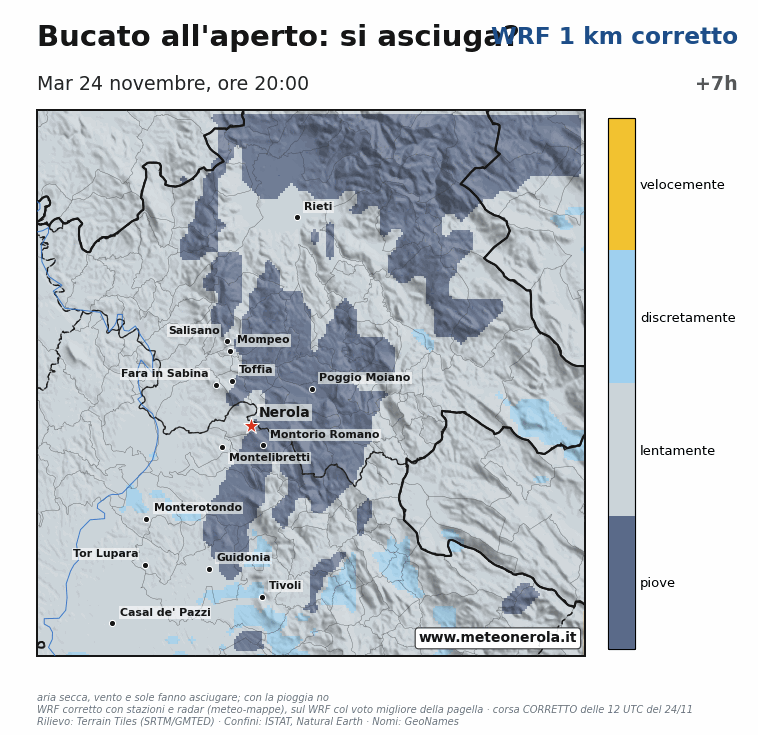 Bucato all'aperto: si asciuga?
WRF 1 km corretto
Mar 24 novembre, ore 20:00
+7h
Rieti
Salisano
Mompeo
Toffia
Fara in Sabina
Poggio Moiano
Nerola
Montorio Romano
Montelibretti
Monterotondo
Tor Lupara
Guidonia
Tivoli
Casal de' Pazzi
www.meteonerola.it
velocemente
discretamente
lentamente
piove
aria secca, vento e sole fanno asciugare; con la pioggia no
WRF corretto con stazioni e radar (meteo-mappe), sul WRF col voto migliore della pagella · corsa CORRETTO delle 12 UTC del 24/11
Rilievo: Terrain Tiles (SRTM/GMTED) · Confini: ISTAT, Natural Earth · Nomi: GeoNames